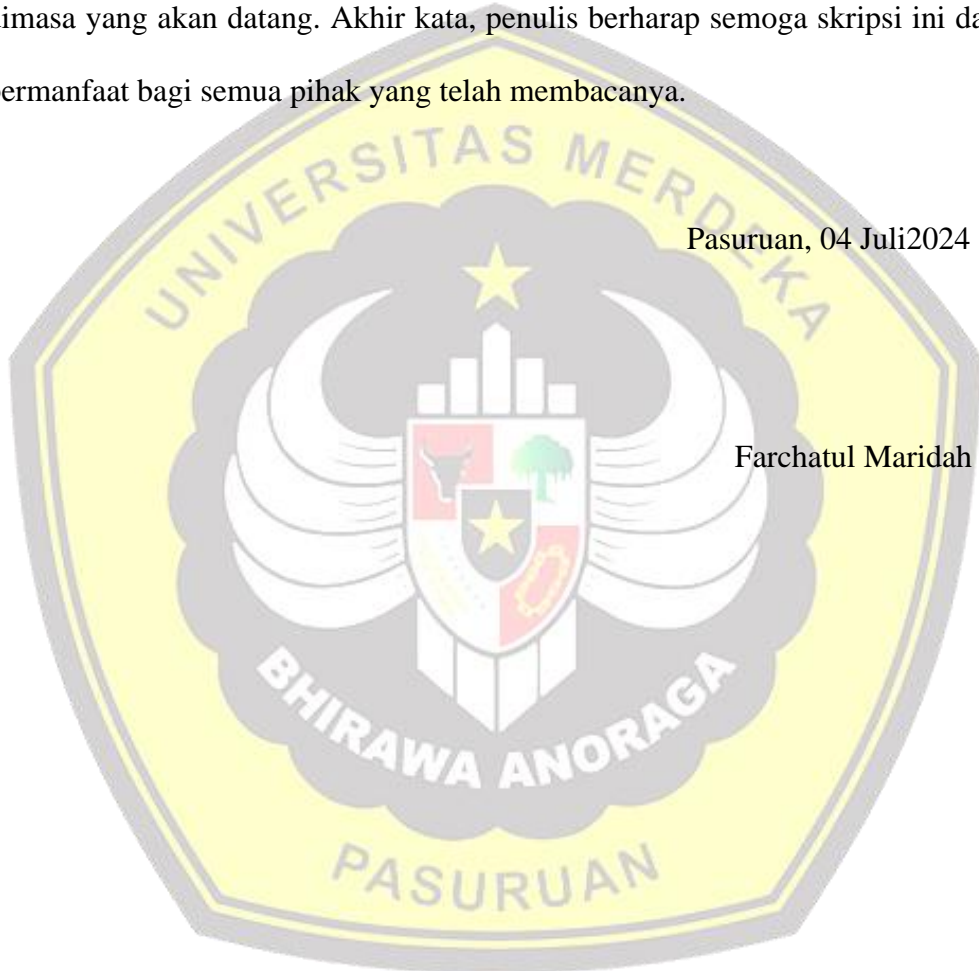 dimasa yang akan datang. Akhir kata, penulis berharap semoga skripsi ini da
bermanfaat bagi semua pihak yang telah membacanya.
UNIVERSITAS MERDEKA
Pasuruan, 04 Juli2024
Farchatul Maridah
BHIRAWA ANORAGA
PASURUAN